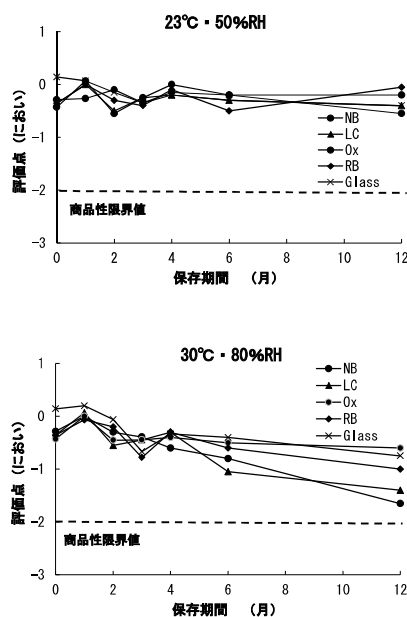 23℃・50%RH
1
0
−1
−2
−3
評価点（におい）
NB
LC
Ox
RB
Glass
商品性限界値
0 2 4 6 8 10 12
保存期間 （月）
30℃・80%RH
1
0
−1
−2
−3
評価点（におい）
NB
LC
Ox
RB
Glass
商品性限界値
0 2 4 6 8 10 12
保存期間 （月）